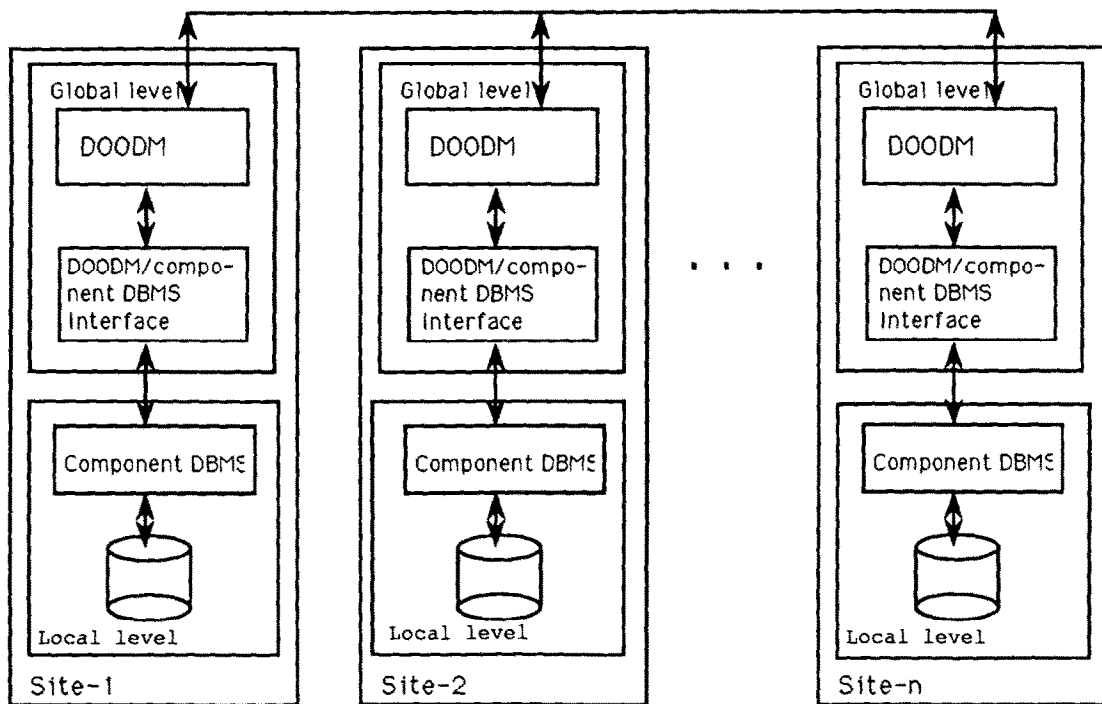 Global level
DOODM
DOODM/compo-
nent DBMS
Interface
Component DBMS
Local level
Site-1
Global level
DOODM
DOODM/compo-
nent DBMS
Interface
Component DBMS
Local level
Site-2
. . .
Global level
DOODM
DOODM/compo-
nent DBMS
Interface
Component DBMS
Local level
Site-n